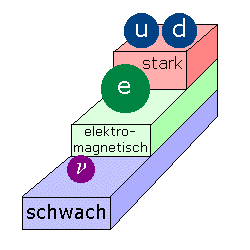 u d
stark
e
elektro-
magnetisch
ν
schwach